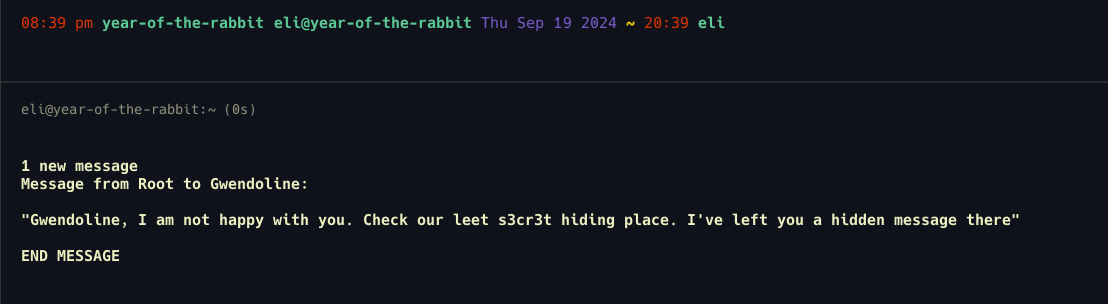 08:39 pm year-of-the-rabbit eli@year-of-the-rabbit Thu Sep 19 2024 ~ 20:39 eli
eli@year-of-the-rabbit:~ (0s)
1 new message
Message from Root to Gwendoline:
"Gwendoline, I am not happy with you. Check our leet s3cr3t hiding place. I've left you a hidden message there"
END MESSAGE